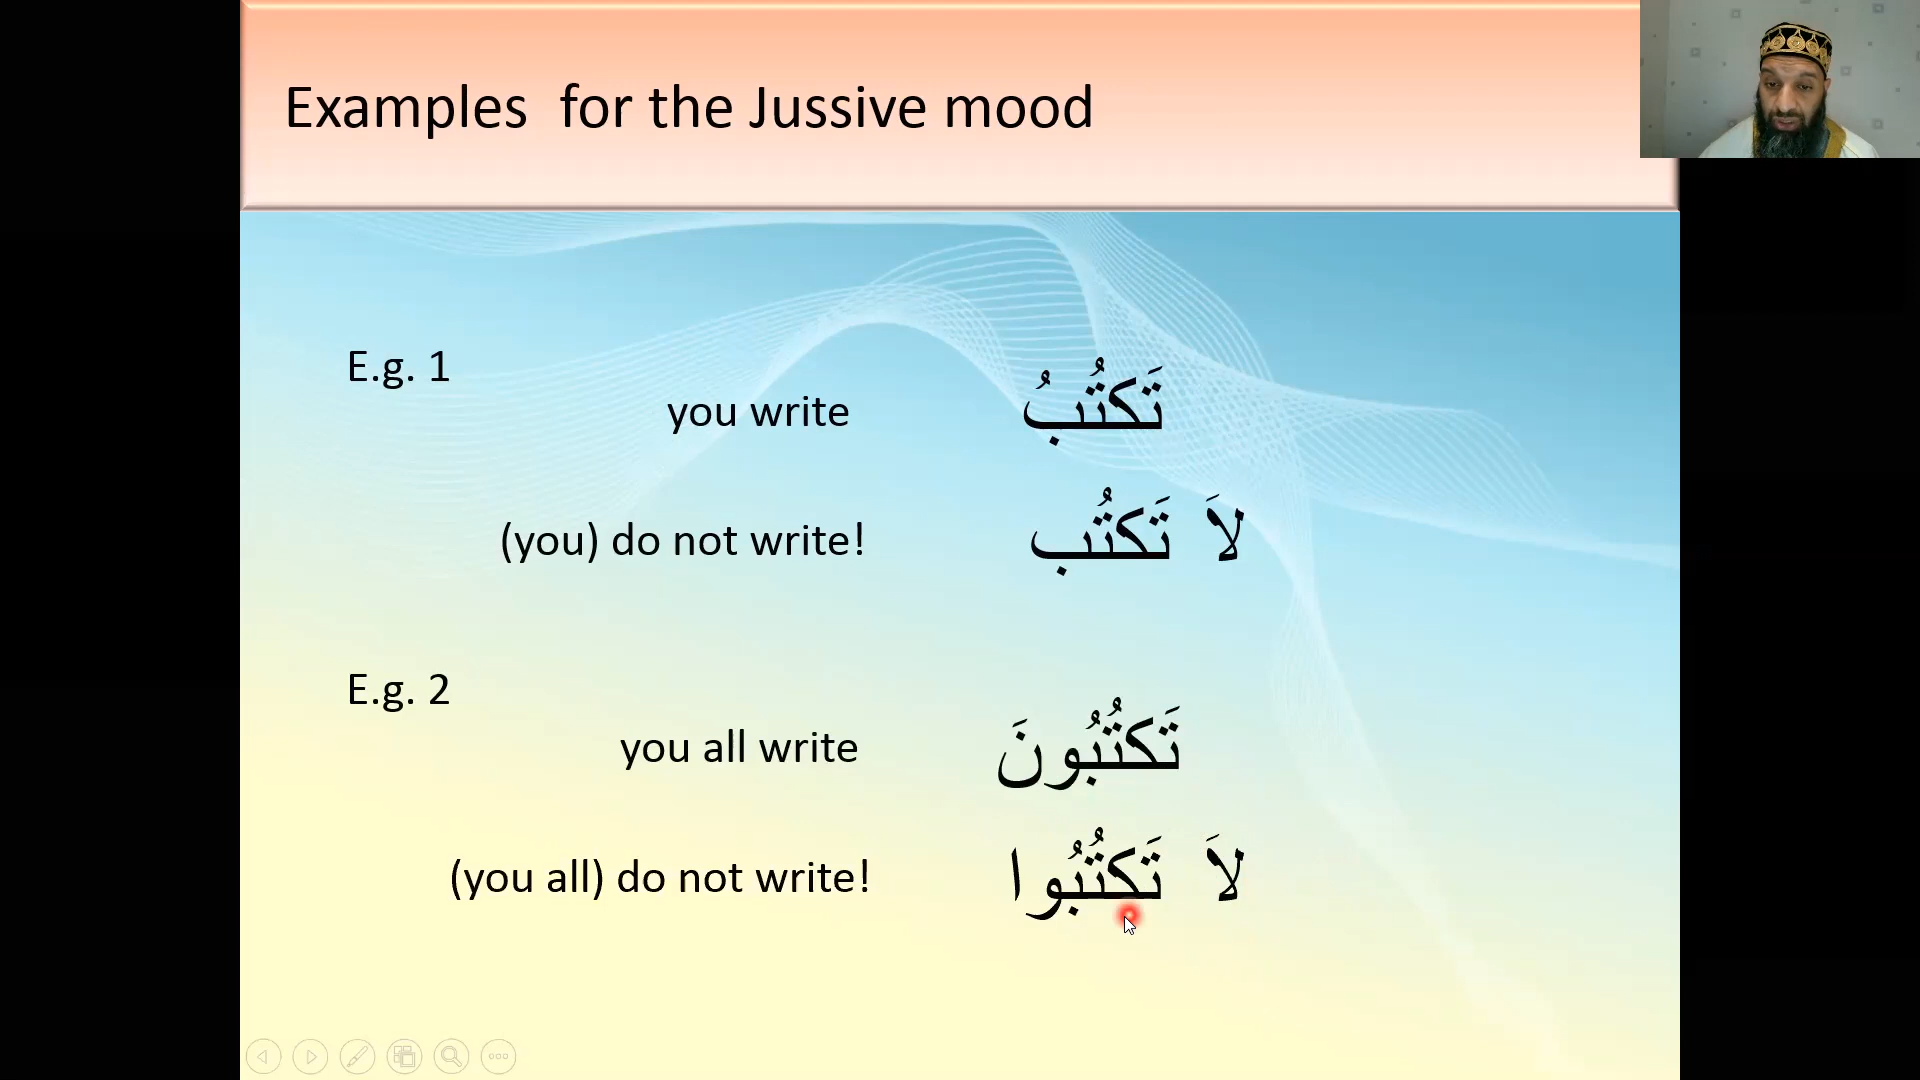 Examples for the Jussive mood
E.g. 1
you write تَكتُبُ
(you) do not write! لاَ تَكتُب
E.g. 2
you all write تَكتُبُونَ
(you all) do not write! لاَ تَكتُبُوا